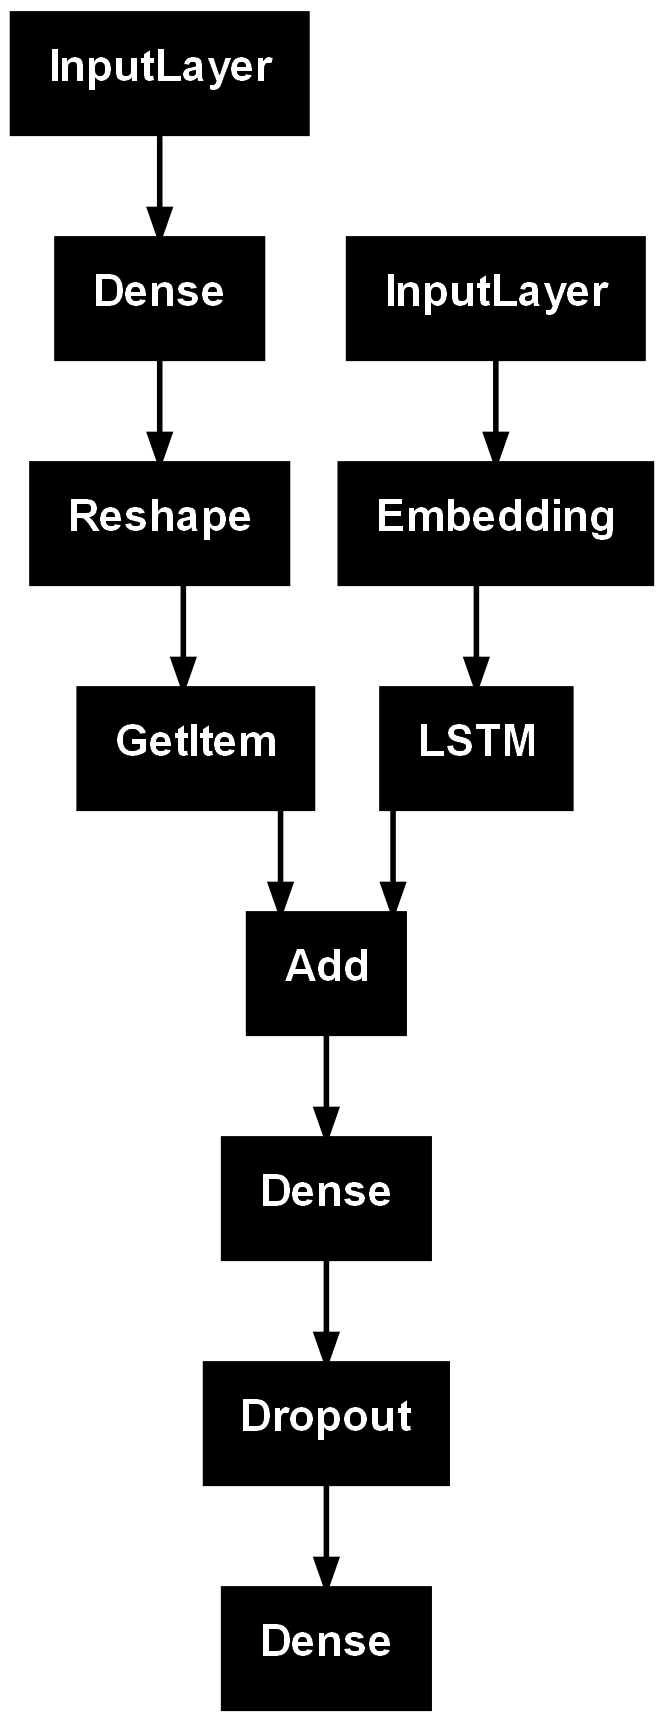 InputLayer
Dense
InputLayer
Reshape
Embedding
GetItem
LSTM
Add
Dense
Dropout
Dense